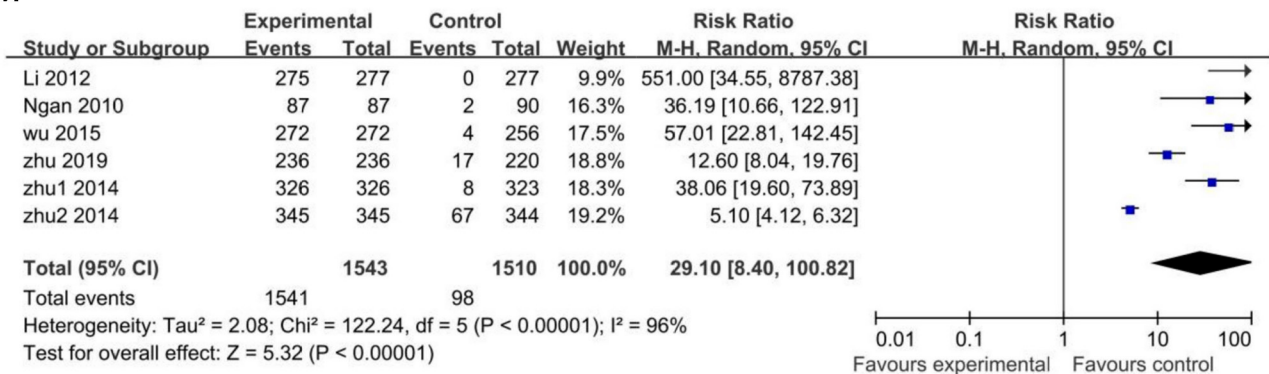 Experimental Control Risk Ratio Risk Ratio
Study or Subgroup Events Total Events Total Weight M-H, Random, 95% CI M-H, Random, 95% CI
Li 2012 275 277 0 277 9.9% 551.00 [34.55, 8787.38]
Ngan 2010 87 87 2 90 16.3% 36.19 [10.66, 122.91]
wu 2015 272 272 4 256 17.5% 57.01 [22.81, 142.45]
zhu 2019 236 236 17 220 18.8% 12.60 [8.04, 19.76]
zhu1 2014 326 326 8 323 18.3% 38.06 [19.60, 73.89]
zhu2 2014 345 345 67 344 19.2% 5.10 [4.12, 6.32]
Total (95% CI) 1543 1510 100.0% 29.10 [8.40, 100.82]
Total events 1541 98
Heterogeneity: Tau² = 2.08; Chi² = 122.24, df = 5 (P < 0.00001); I² = 96%
Test for overall effect: Z = 5.32 (P < 0.00001)
0.01 0.1 1 10 100
Favours experimental Favours control